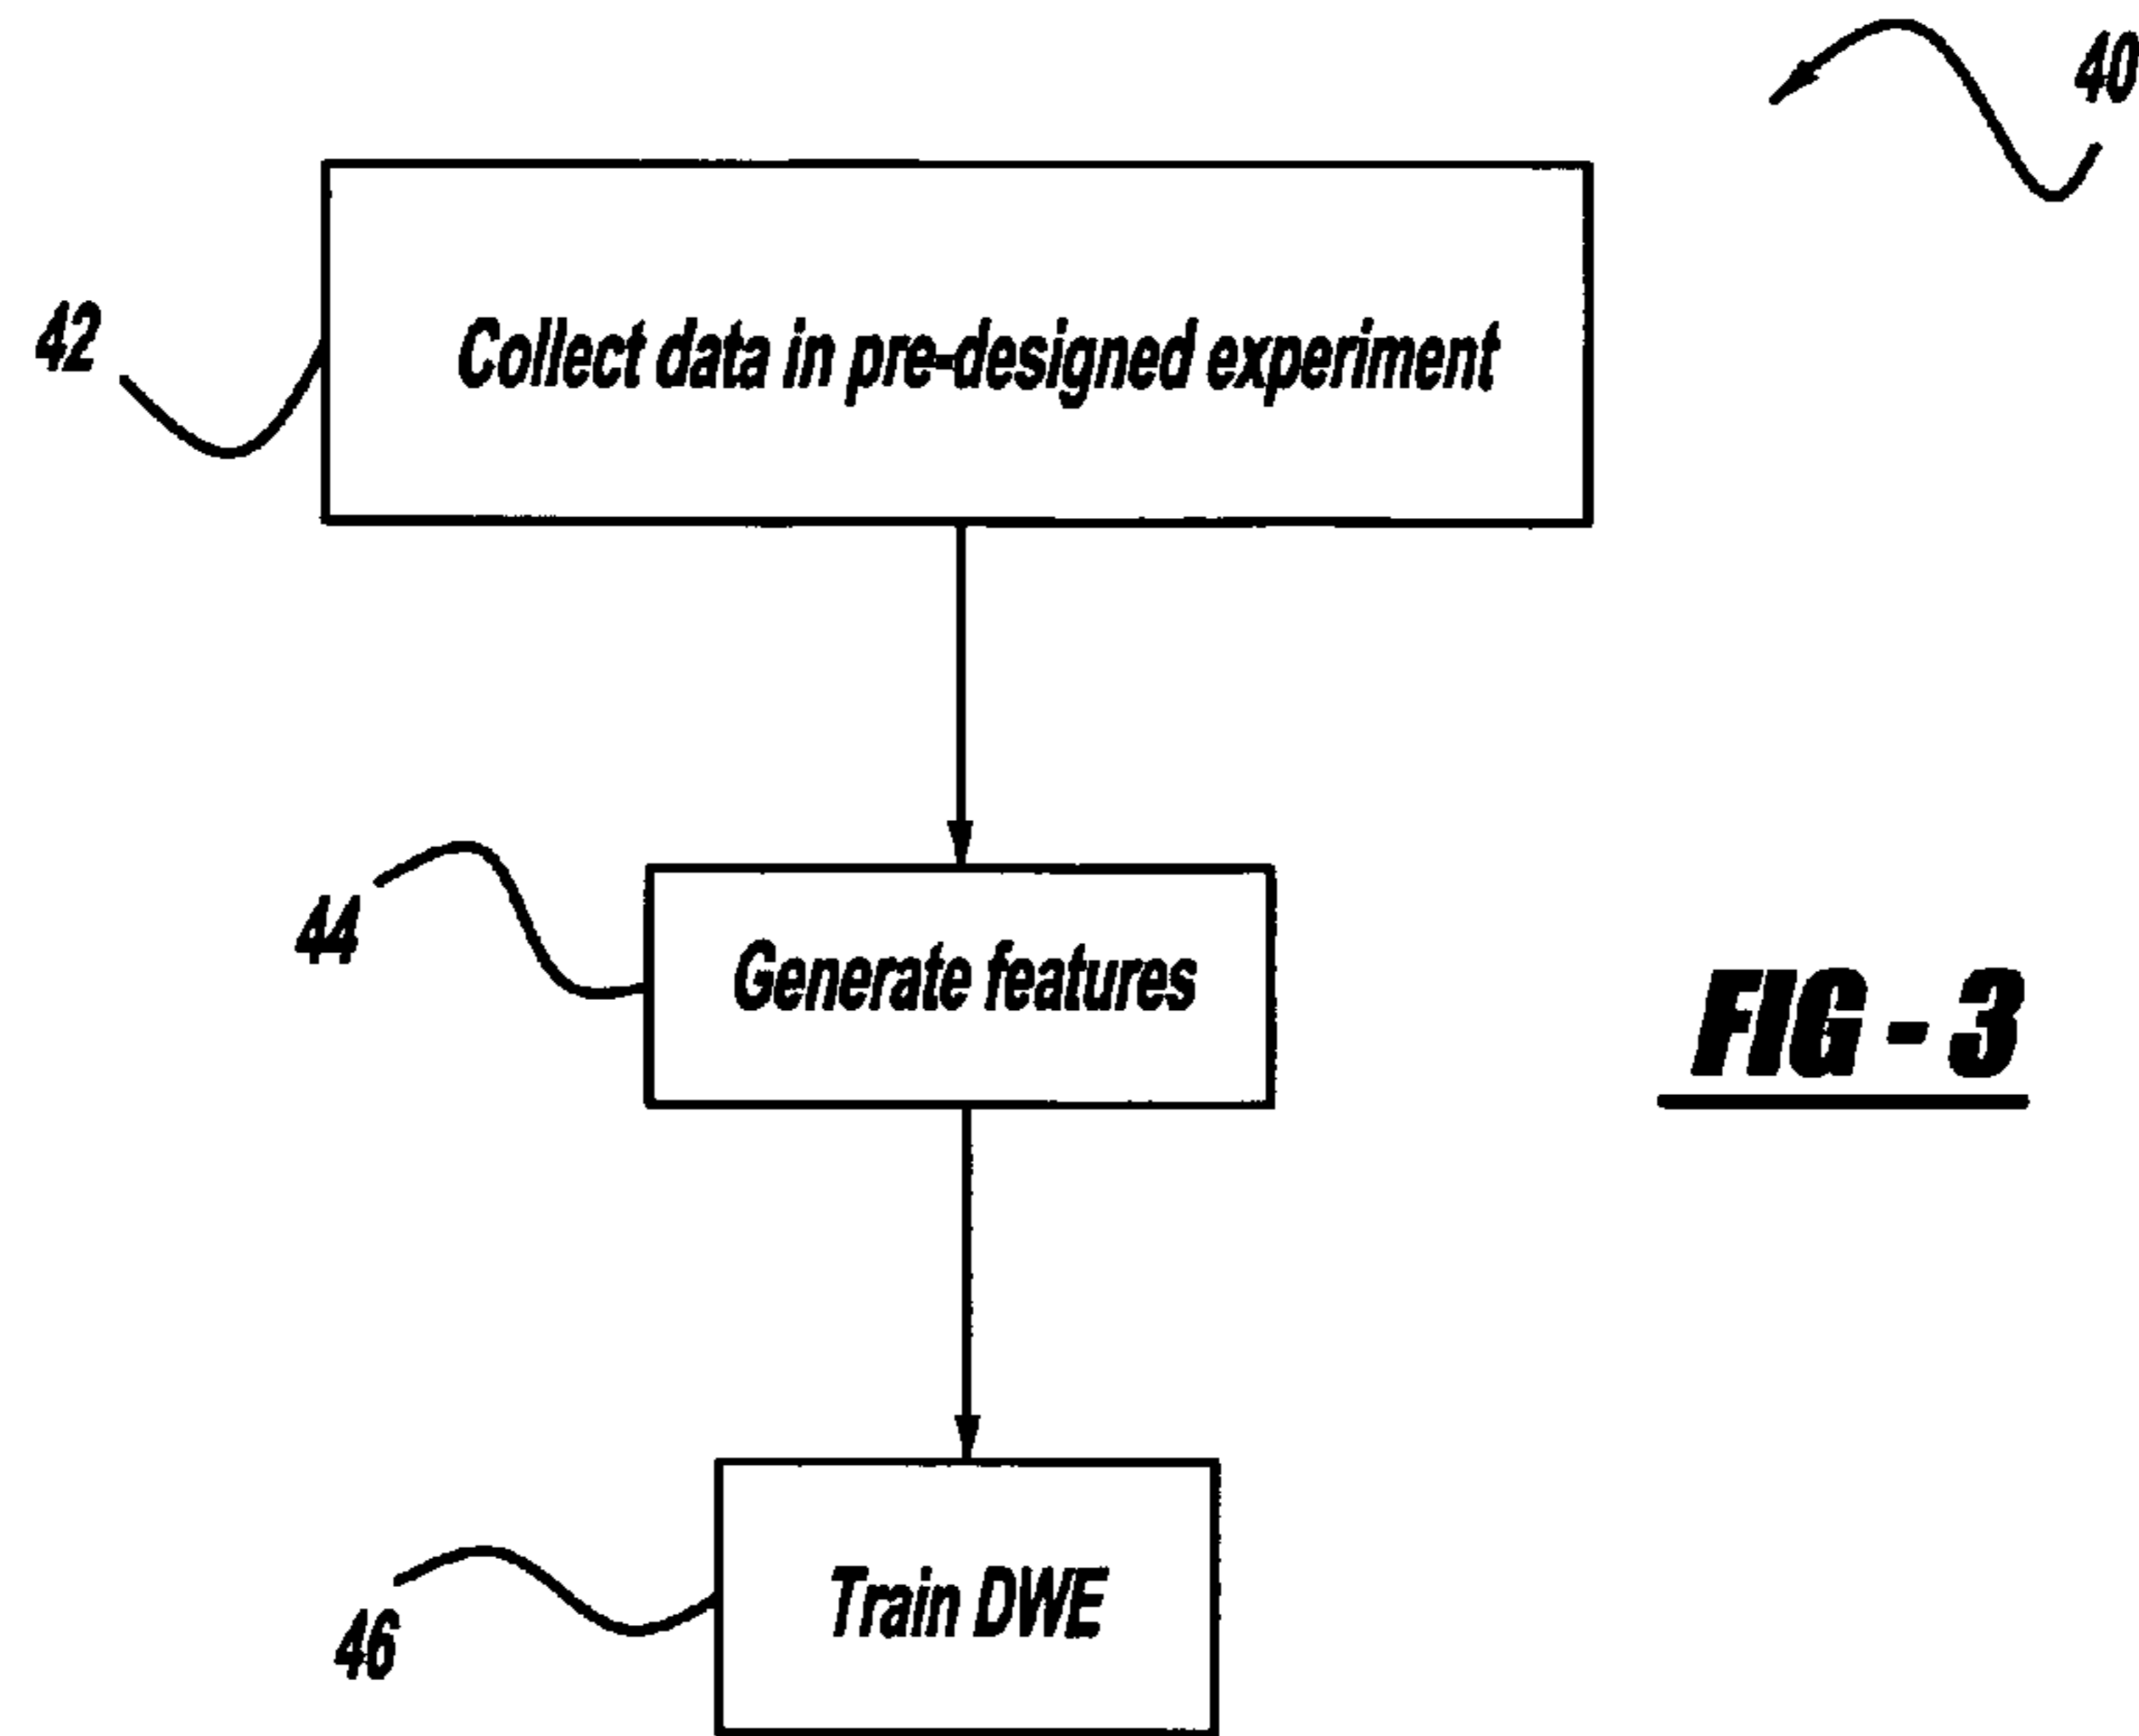 40
42
Collect data in pre-designed experiment
44
Generate features
FIG - 3
46
Train DWE